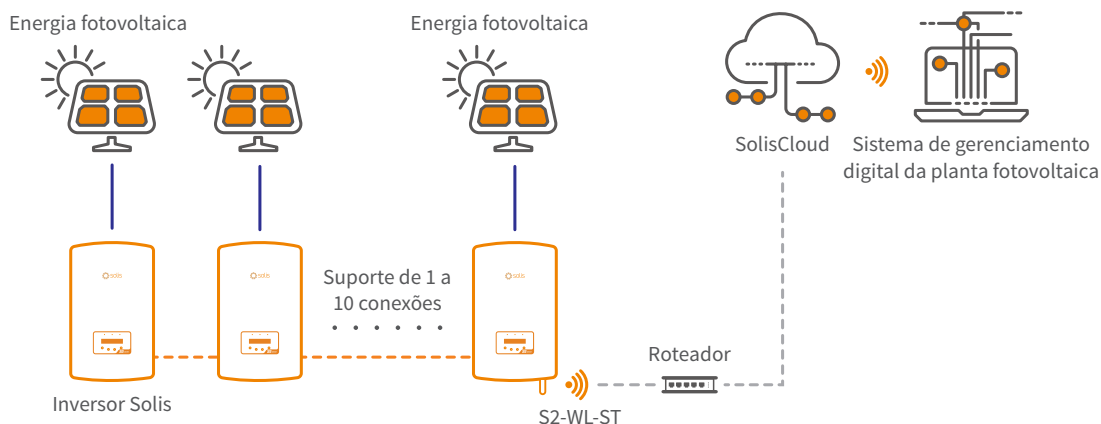 Energia fotovoltaica
Energia fotovoltaica
SolisCloud
Sistema de gerenciamento
digital da planta fotovoltaica
solis
solis
solis
Suporte de 1 a
10 conexões
Roteador
Inversor Solis
S2-WL-ST